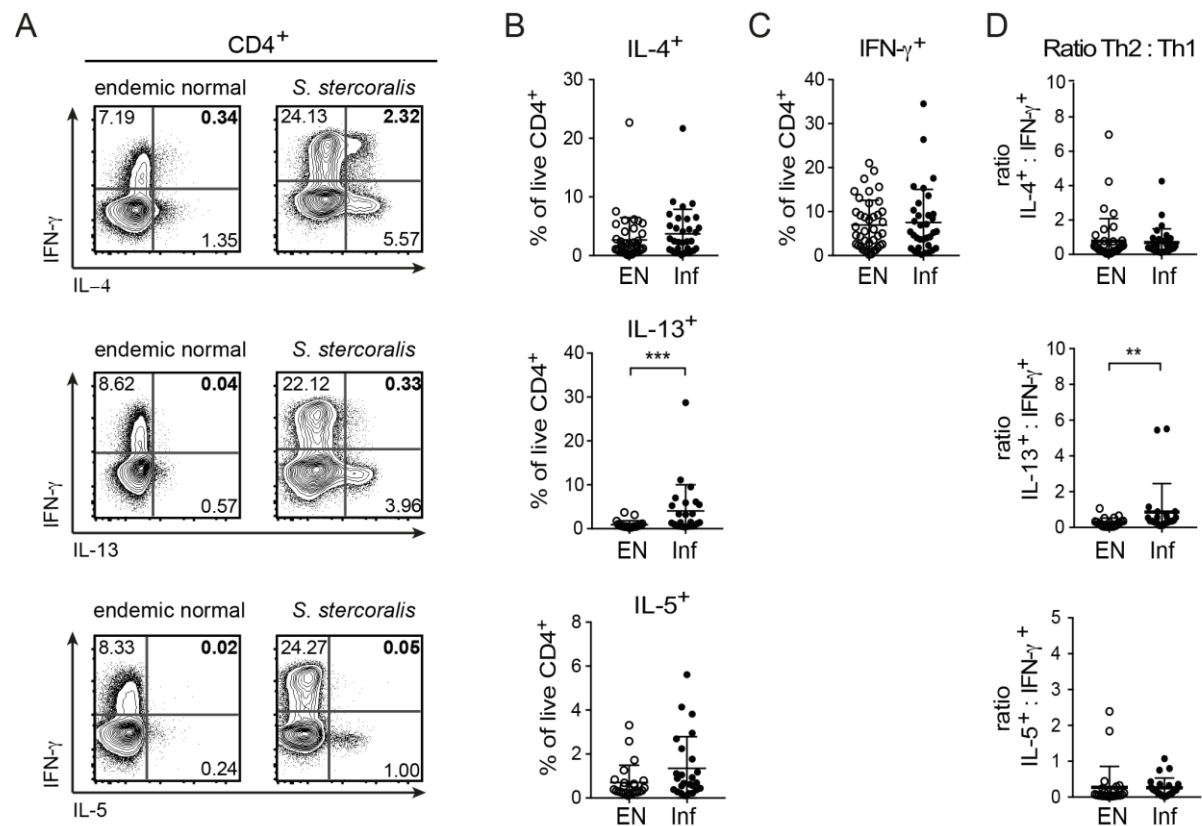 A
CD4+
endemic normal
S. stercoralis
7.19
0.34
1.35
24.13
2.32
5.57
IFN-γ
IL–4
endemic normal
S. stercoralis
8.62
0.04
0.57
22.12
0.33
3.96
IFN-γ
IL-13
endemic normal
S. stercoralis
8.33
0.02
0.24
24.27
0.05
1.00
IFN-γ
IL-5
B
IL-4+
% of live CD4+
30
20
10
0
EN Inf
IL-13+
% of live CD4+
40
30
20
10
0
***
EN Inf
IL-5+
% of live CD4+
8
6
4
2
0
EN Inf
C
IFN-γ+
% of live CD4+
40
30
20
10
0
EN Inf
D
Ratio Th2 : Th1
ratio
IL-4+ : IFN-γ+
10
8
6
4
2
0
EN Inf
ratio
IL-13+ : IFN-γ+
10
8
6
4
2
0
**
EN Inf
ratio
IL-5+ : IFN-γ+
5
4
3
2
1
0
EN Inf